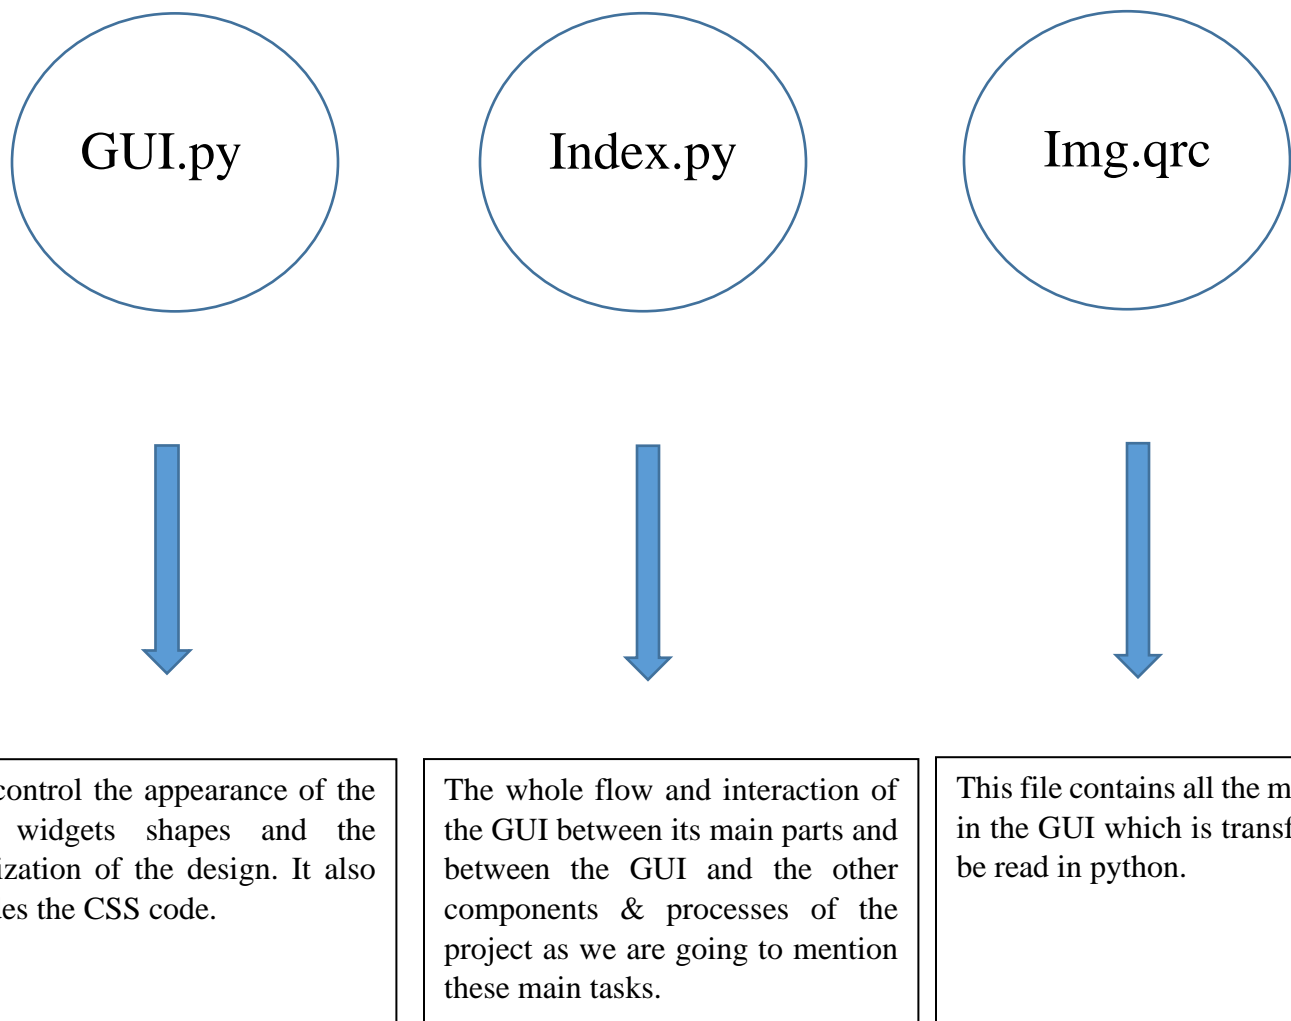 GUI.py
Index.py
Img.qrc
control the appearance of the
widgets shapes and the
of the design. It also
the CSS code.
The whole flow and interaction of
the GUI between its main parts and
between the GUI and the other
components & processes of the
project as we are going to mention
these main tasks.
This file contains all the
in the GUI which is
be read in python.